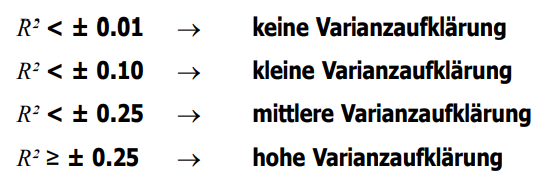 R² < ± 0.01 → keine Varianzaufklärung
R² < ± 0.10 → kleine Varianzaufklärung
R² < ± 0.25 → mittlere Varianzaufklärung
R² ≥ ± 0.25 → hohe Varianzaufklärung